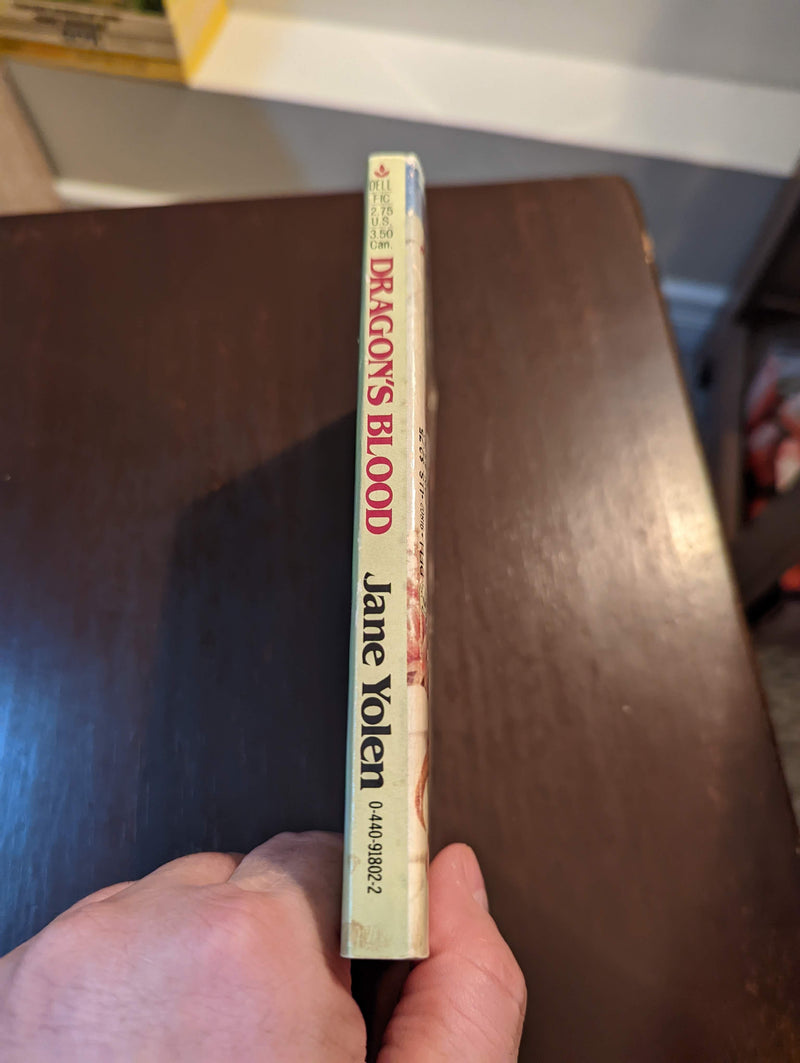 DELL
FIC
2.75
U.S.
3.50
Can.
DRAGON'S BLOOD
Jane Yolen
0-440-91802-2